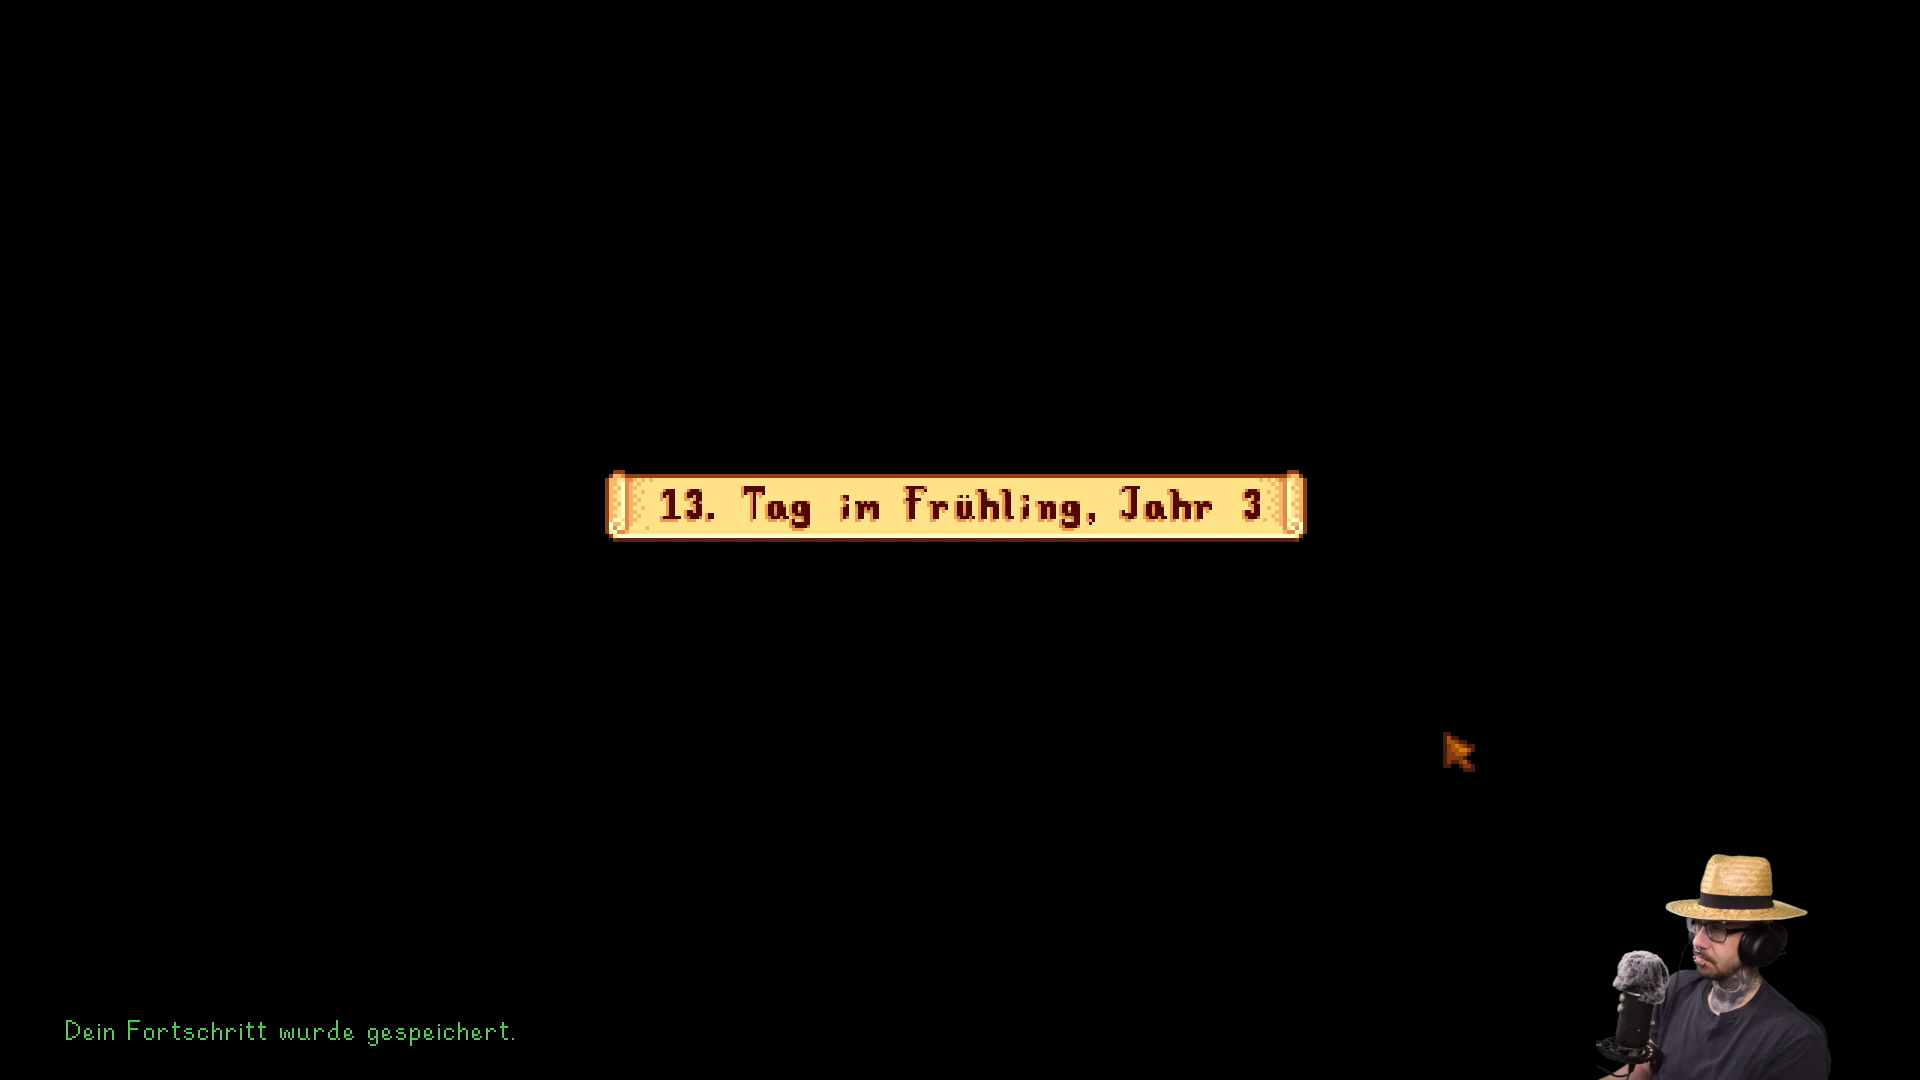 13. Tag im Frühling, Jahr 3
Dein Fortschritt wurde gespeichert.